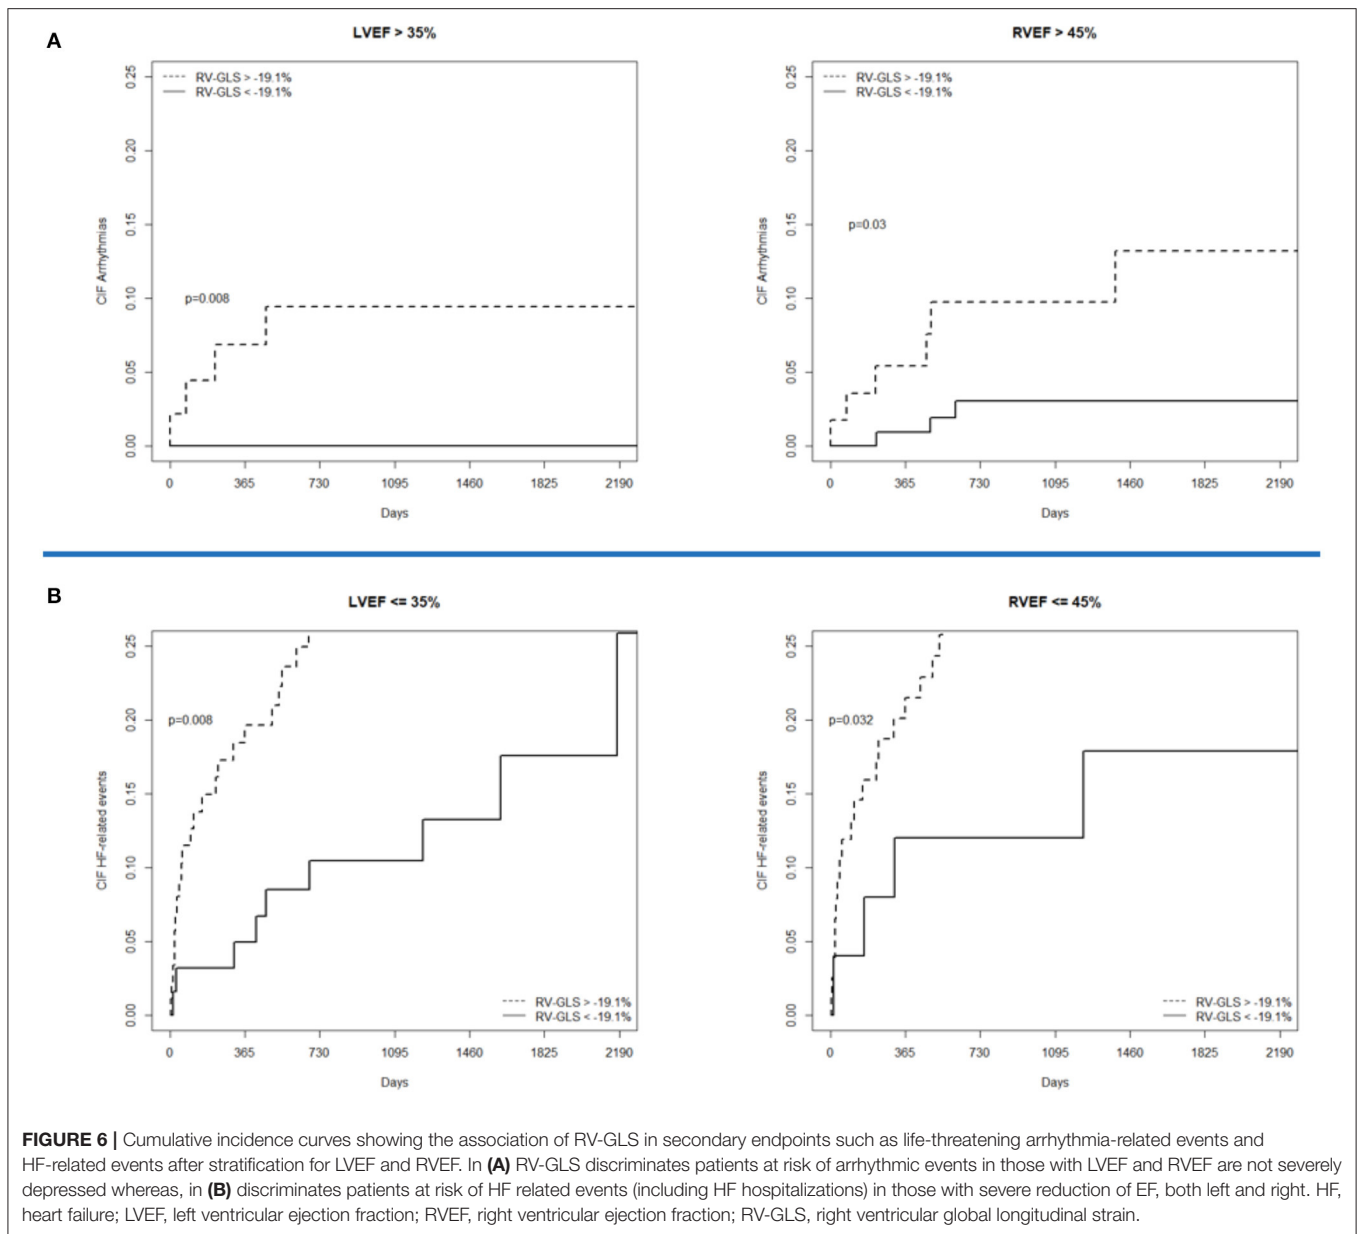 A
LVEF > 35%
RV-GLS > -19.1%
RV-GLS < -19.1%
p=0.008
CIF Arrhythmias
0.00 0.05 0.10 0.15 0.20 0.25
0 365 730 1095 1460 1825 2190
Days
RVEF > 45%
RV-GLS > -19.1%
RV-GLS < -19.1%
p=0.03
CIF Arrhythmias
0.00 0.05 0.10 0.15 0.20 0.25
0 365 730 1095 1460 1825 2190
Days
B
LVEF <= 35%
p=0.008
CIF HF-related events
0.00 0.05 0.10 0.15 0.20 0.25
RV-GLS > -19.1%
RV-GLS < -19.1%
0 365 730 1095 1460 1825 2190
Days
RVEF <= 45%
p=0.032
CIF HF-related events
0.00 0.05 0.10 0.15 0.20 0.25
RV-GLS > -19.1%
RV-GLS < -19.1%
0 365 730 1095 1460 1825 2190
Days
FIGURE 6 | Cumulative incidence curves showing the association of RV-GLS in secondary endpoints such as life-threatening arrhythmia-related events and
HF-related events after stratification for LVEF and RVEF. In (A) RV-GLS discriminates patients at risk of arrhythmic events in those with LVEF and RVEF are not severely
depressed whereas, in (B) discriminates patients at risk of HF related events (including HF hospitalizations) in those with severe reduction of EF, both left and right. HF,
heart failure; LVEF, left ventricular ejection fraction; RVEF, right ventricular ejection fraction; RV-GLS, right ventricular global longitudinal strain.